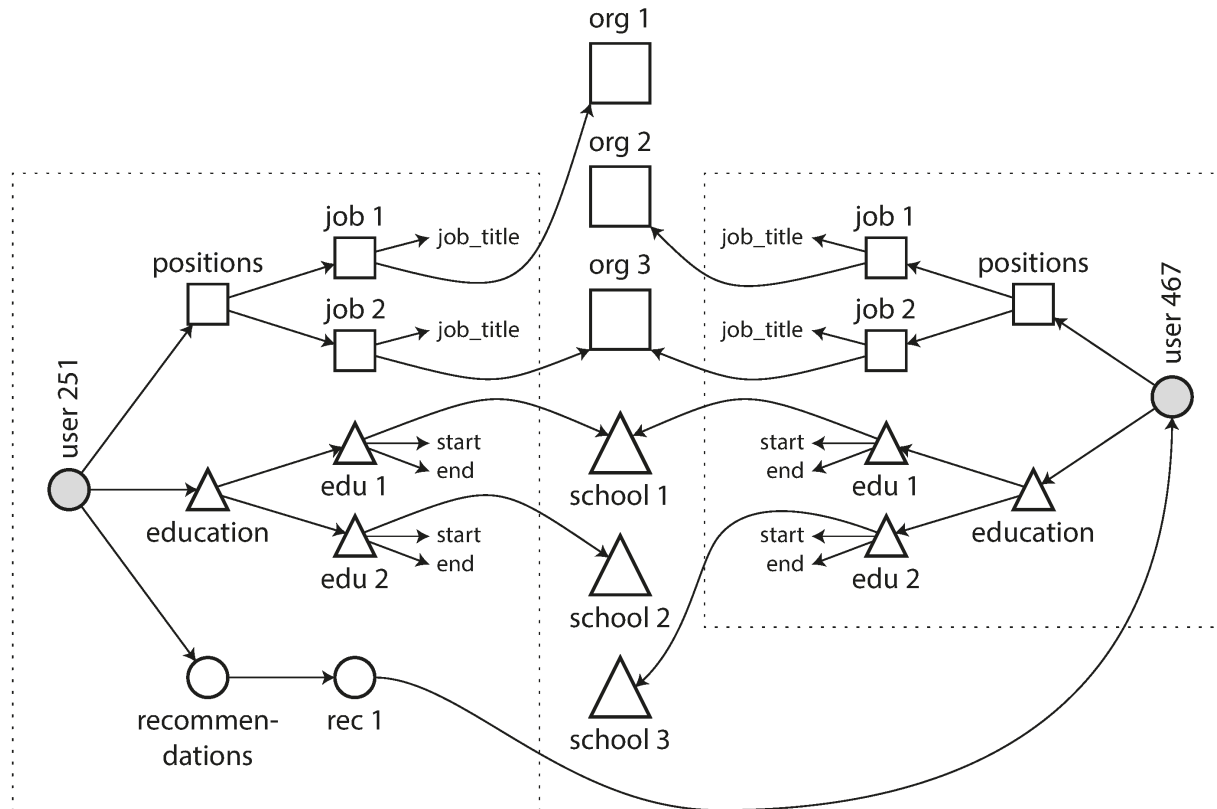 org 1
org 2
job 1
job_title
job_title
job 1
positions
org 3
positions
user 467
job 2
job_title
job_title
job 2
user 251
start
end
start
end
edu 1
school 1
edu 1
education
start
end
start
end
education
edu 2
edu 2
school 2
recommen-
dations
rec 1
school 3